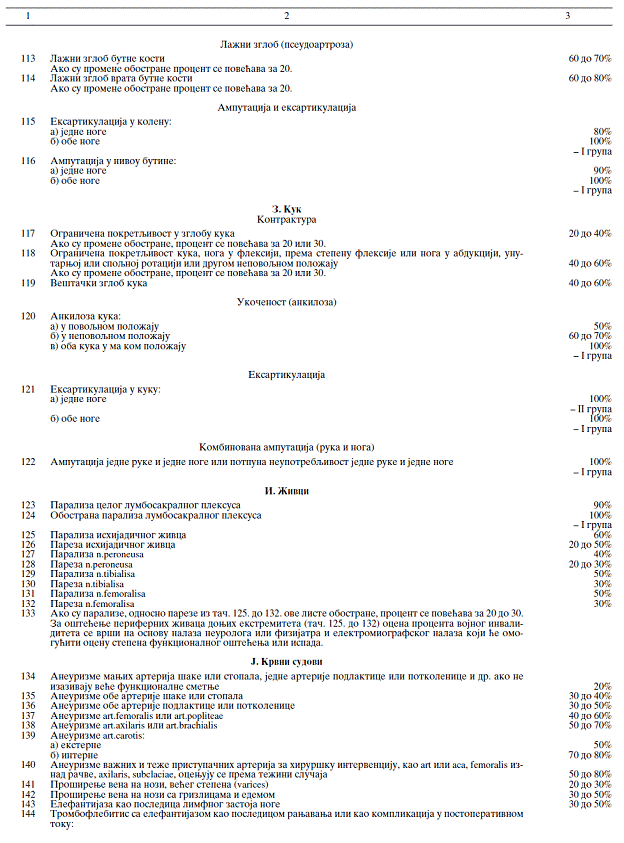 1 2 3
Лажни зглоб (псеудоартроза)
113 Лажни зглоб бутне кости 60 до 70%
Ако су промене обостране процент се повећава за 20.
114 Лажни зглоб врата бутне кости 60 до 80%
Ако су промене обостране процент се повећава за 20.
Ампутација и ексартикулација
115 Ексартикулација у колену:
а) једне ноге 80%
б) обе ноге 100%
– I група
116 Ампутација у нивоу бутине:
а) једне ноге 90%
б) обе ноге 100%
– I група
З. Кук
Контрактура
117 Ограничена покретљивост у зглобу кука 20 до 40%
Ако су промене обостране, процент се повећава за 20 или 30.
118 Ограничена покретљивост кука, нога у флексији, према степену флексије или нога у абдукцији, уну-
тарњој или спољној ротацији или другом неповољном положају 40 до 60%
Ако су промене обостране, процент се повећава за 20 или 30.
119 Вештачки зглоб кука 40 до 60%
Укоченост (анкилоза)
120 Анкилоза кука:
а) у повољном положају 50%
б) у неповољном положају 60 до 70%
в) оба кука у ма ком положају 100%
– I група
Ексартикулација
121 Ексартикулација у куку:
а) једне ноге 100%
– II група
б) обе ноге 100%
– I група
Комбинована ампутација (рука и нога)
122 Ампутација једне руке и једне ноге или потпуна неупотребљивост једне руке и једне ноге 100%
– I група
И. Живци
123 Парализа целог лумбосакралног плексуса 90%
124 Обострана парализа лумбосакралног плексуса 100%
– I група
125 Парализа исхијадичног живца 60%
126 Пареза исхијадичног живца 20 до 50%
127 Парализа n.peroneusa 40%
128 Пареза n.peroneusa 20 до 30%
129 Парализа n.tibialisa 50%
130 Пареза n.tibialisa 30%
131 Парализа n.femoralisa 50%
132 Пареза n.femoralisa 30%
133 Ако су парализе, односно парезе из тач. 125. до 132. ове листе обостране, процент се повећава за 20 до 30.
За оштећење периферних живаца доњих екстремитета (тач. 125. до 132) оцена процента војног инвали-
дитета се врши на основу налаза неуролога или физијатра и електромиографског налаза који ће омо-
гућити оцену степена функционалног оштећења или испада.
Ј. Крвни судови
134 Анеуризме мањих артерија шаке или стопала, једне артерије подлактице или потколенице и др. ако не
изазивају веће функционалне сметње 20%
135 Анеуризме обе артерије шаке или стопала 30 до 40%
136 Анеуризме обе артерије подлактице или потколенице 30 до 50%
137 Анеуризме art.femoralis или art.popliteae 40 до 60%
138 Анеуризме art.axilaris или art.brachialis 50 до 70%
139 Анеуризме art.carotis:
а) екстерне 50%
б) интерне 70 до 80%
140 Анеуризме важних и теже приступачних артерија за хируршку интервенцију, као art или аса, femoralis из-
над рачве, axilaris, subclaciae, оцењују се према тежини случаја 50 до 80%
141 Проширење вена на нози, већег степена (varices) 20 до 30%
142 Проширење вена на нози са гризлицама и едемом 30 до 50%
143 Елефантијаза као последица лимфног застоја ноге 30 до 50%
144 Тромбофлебитис са елефантијазом као последицом рањавања или као компликација у постоперативном
току: